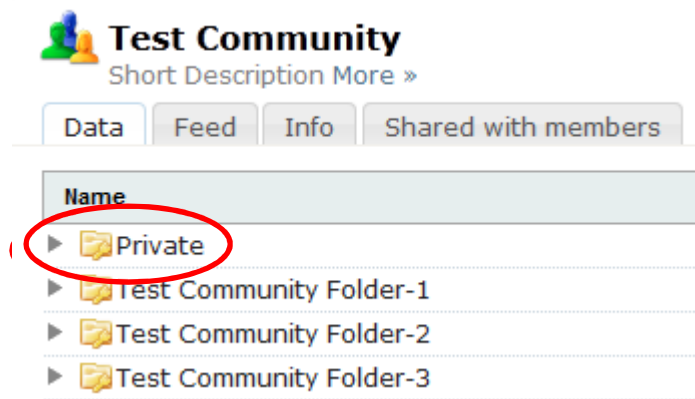 Test Community
Short Description More »
Data Feed Info Shared with members
Name
Private
Test Community Folder-1
Test Community Folder-2
Test Community Folder-3